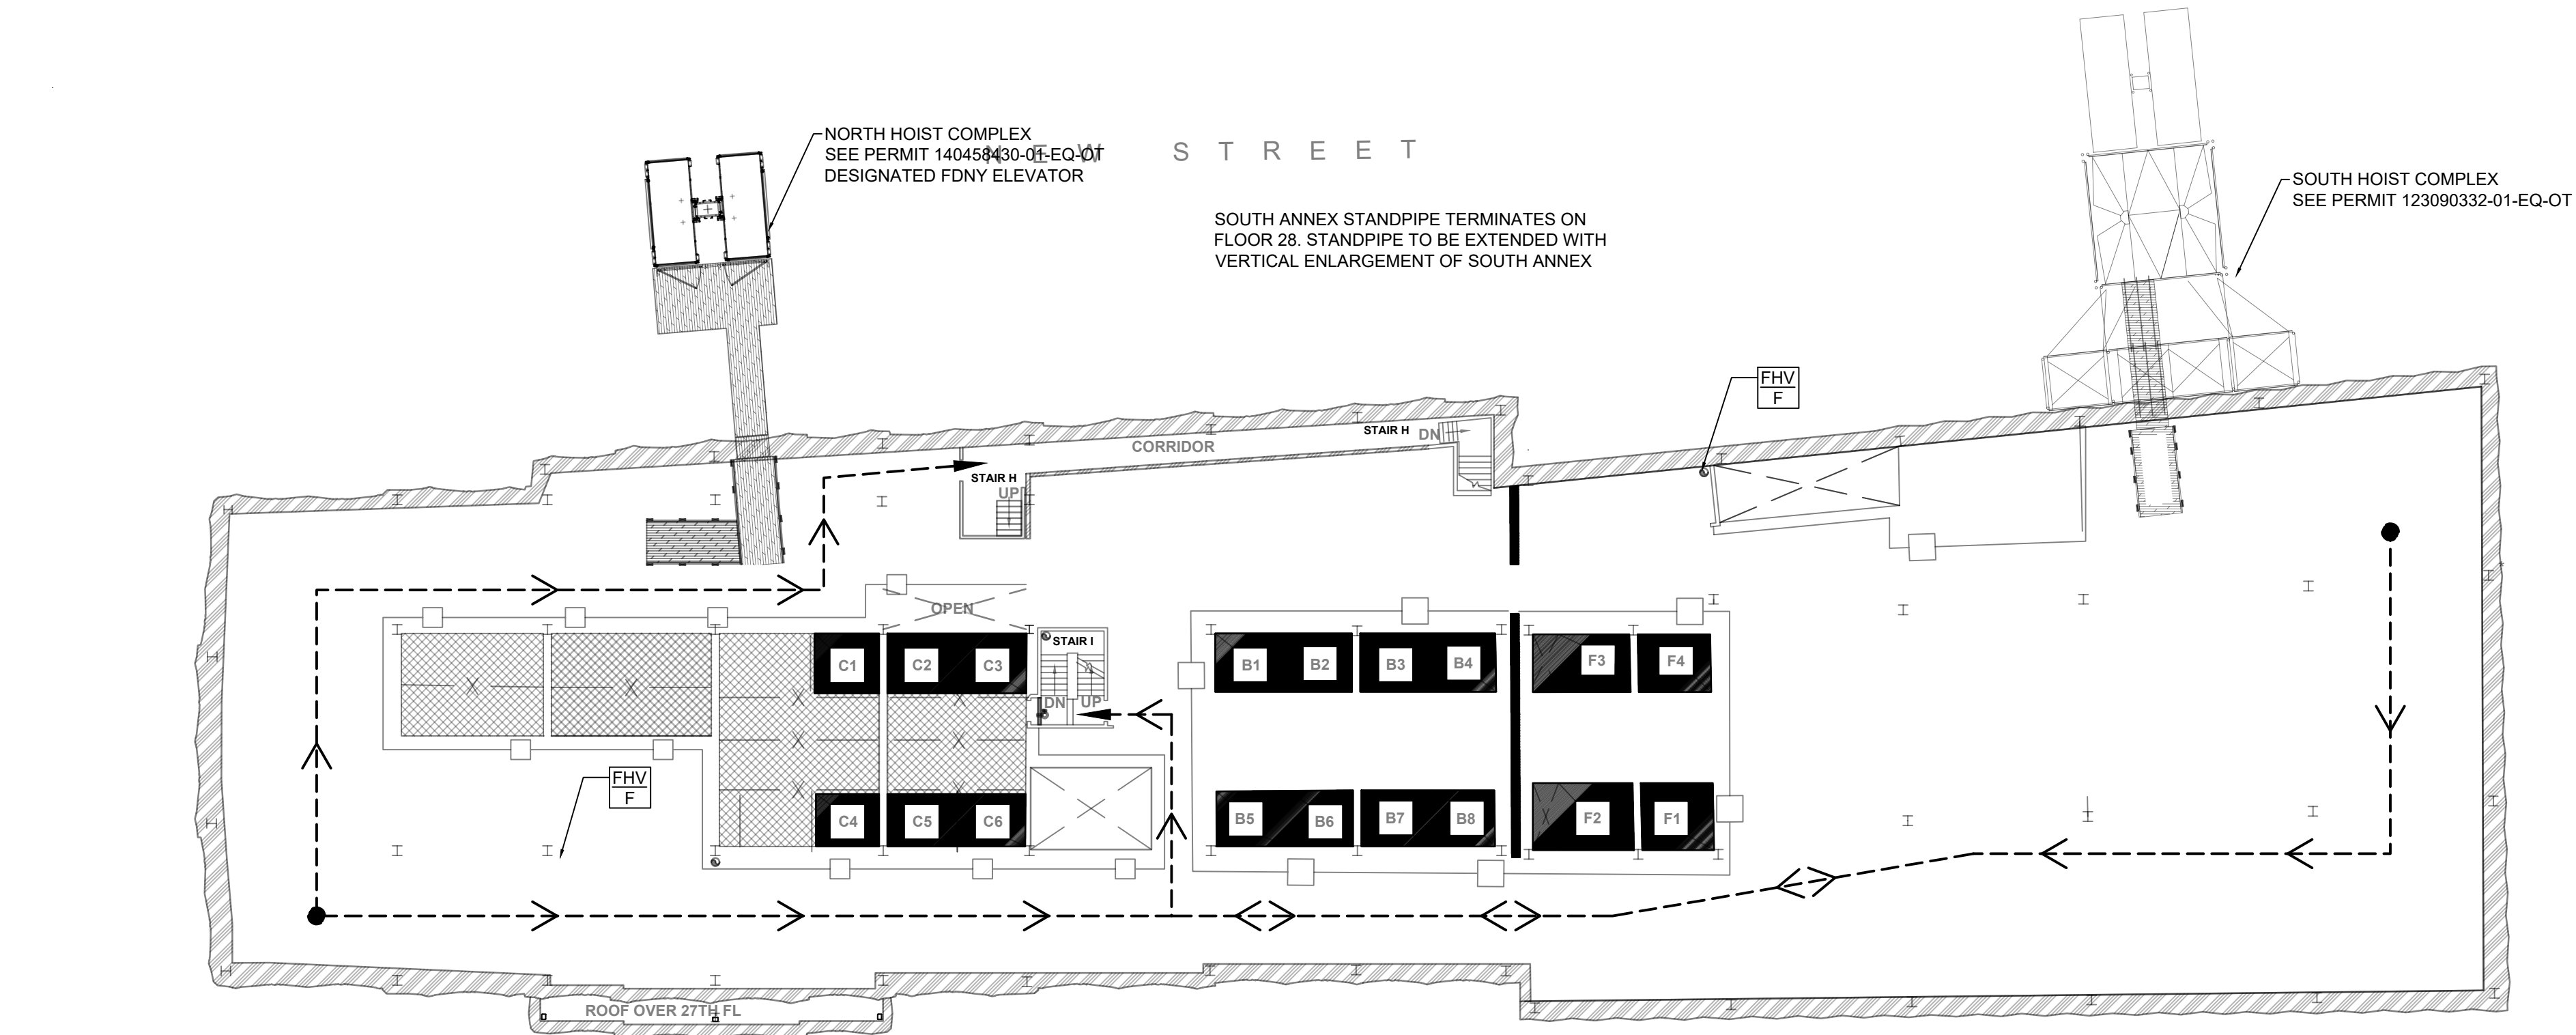 NORTH HOIST COMPLEX
SEE PERMIT 140458430-01-EQ-OT
DESIGNATED FDNY ELEVATOR
NEW STREET
SOUTH HOIST COMPLEX
SEE PERMIT 123090332-01-EQ-OT
SOUTH ANNEX STANDPIPE TERMINATES ON
FLOOR 28. STANDPIPE TO BE EXTENDED WITH
VERTICAL ENLARGEMENT OF SOUTH ANNEX
FHV
F
STAIR H
DN
CORRIDOR
STAIR H
UP
OPEN
STAIR I
C1
C2
C3
B1
B2
B3
B4
F3
F4
DN
UP
FHV
F
C4
C5
C6
B5
B6
B7
B8
F2
F1
ROOF OVER 27TH FL